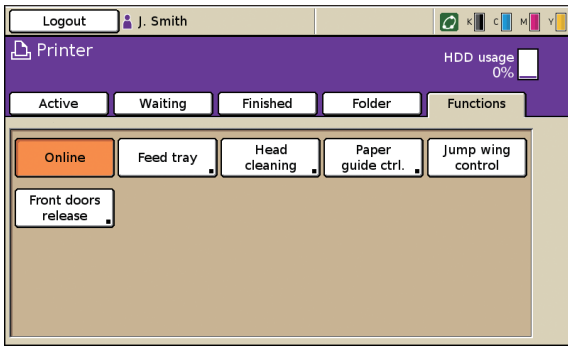 Logout J. Smith K C M Y
Printer
HDD usage
0%
Active Waiting Finished Folder Functions
Online Feed tray Head cleaning Paper guide ctrl. Jump wing control
Front doors release